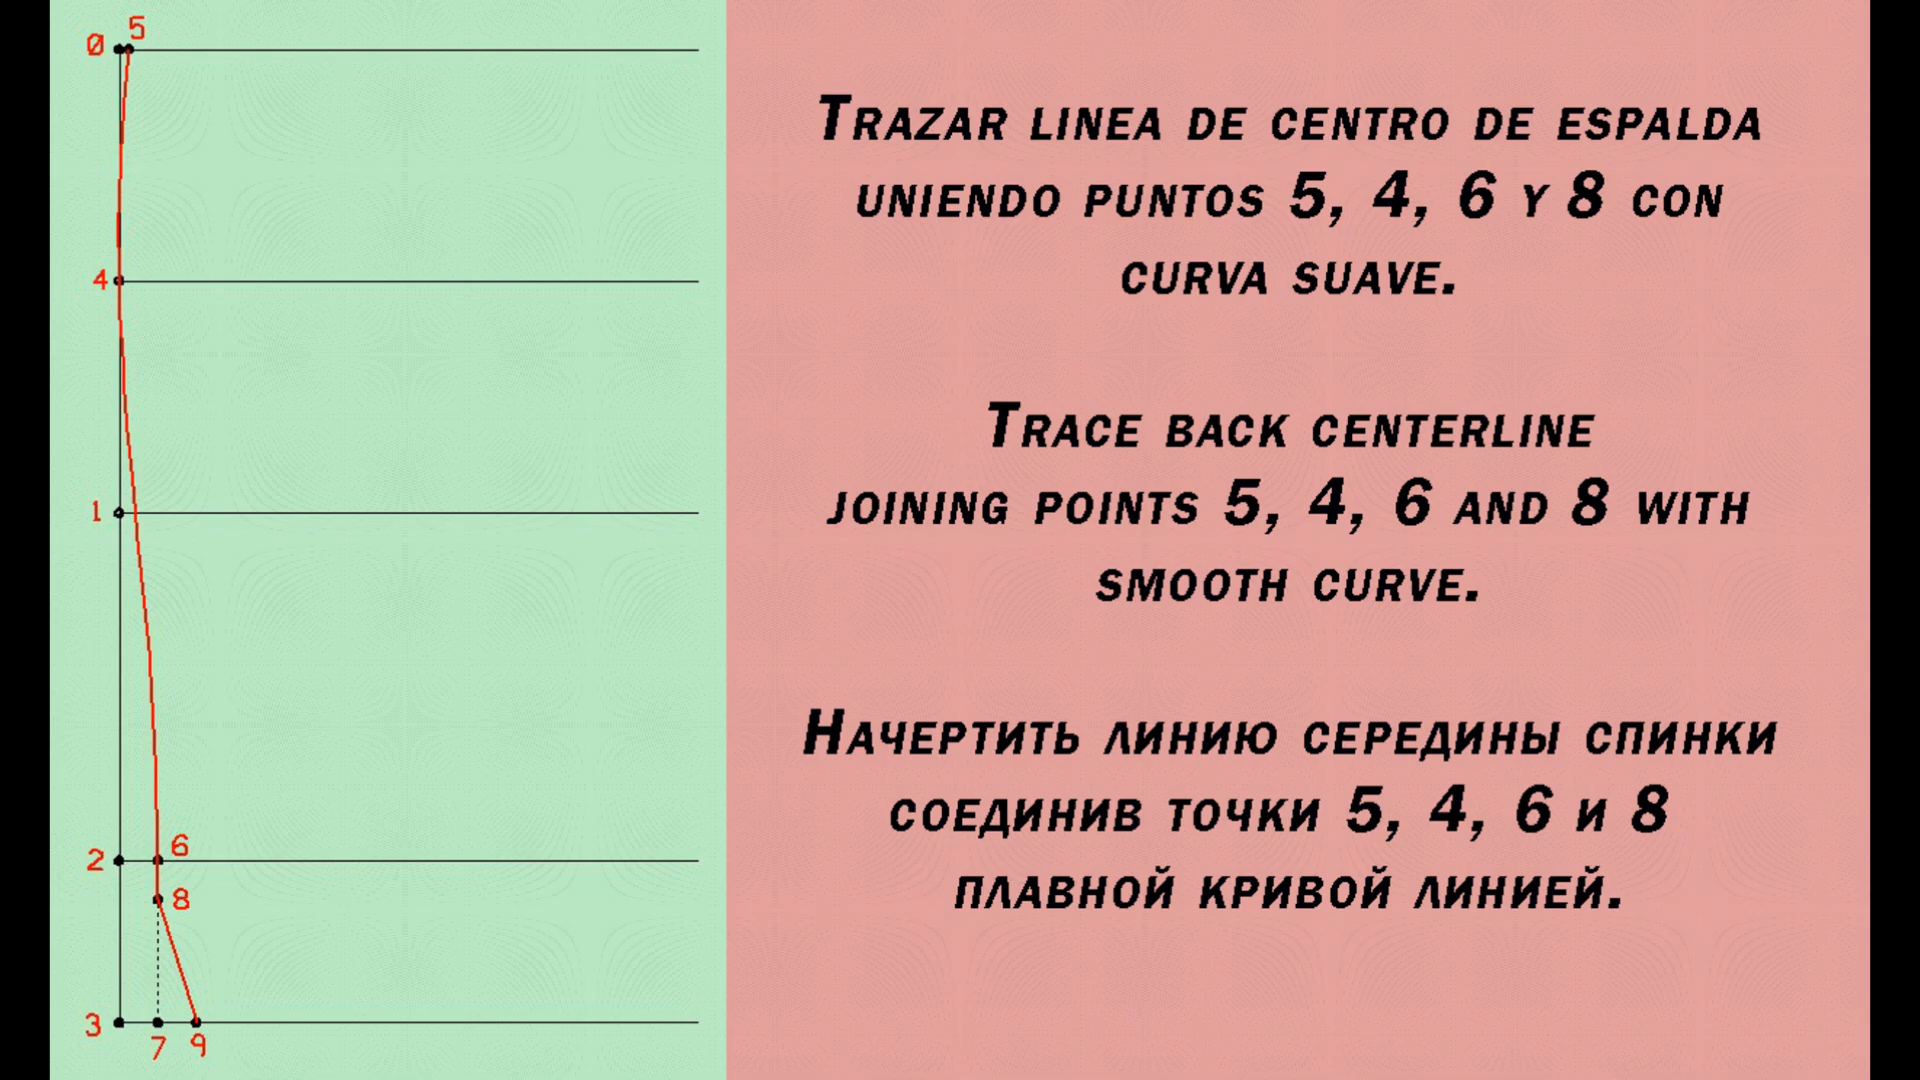 0 5
4
1
2 6
8
3
7 9
Trazar linea de centro de espalda
uniendo puntos 5, 4, 6 y 8 con
curva suave.
Trace back centerline
joining points 5, 4, 6 and 8 with
smooth curve.
Начертить линию середины спинки
соединив точки 5, 4, 6 и 8
плавной кривой линией.